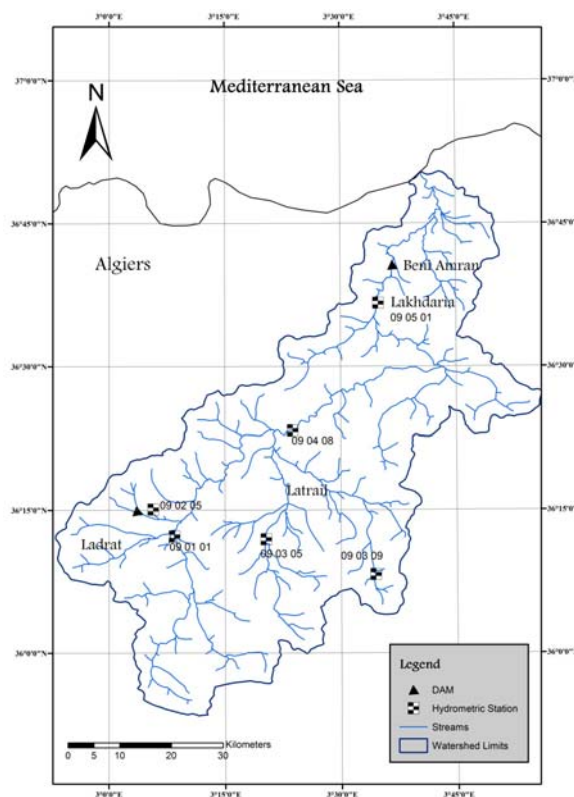 3°0'0"E 3°15'0"E 3°30'0"E 3°45'0"E
37°0'0"N 37°0'0"N
Mediterranean Sea
N
36°45'0"N 36°45'0"N
Algiers
Beni Amran
Lakhdaria
09 05 01
36°30'0"N 36°30'0"N
09 04 08
Latrail
09 02 05
36°15'0"N 36°15'0"N
Ladrat
09 01 01
09 03 05
09 03 09
36°0'0"N 36°0'0"N
Legend
DAM
Hydrometric Station
Streams
Watershed Limits
Kilometers
0 5 10 20 30
3°0'0"E 3°15'0"E 3°30'0"E 3°45'0"E